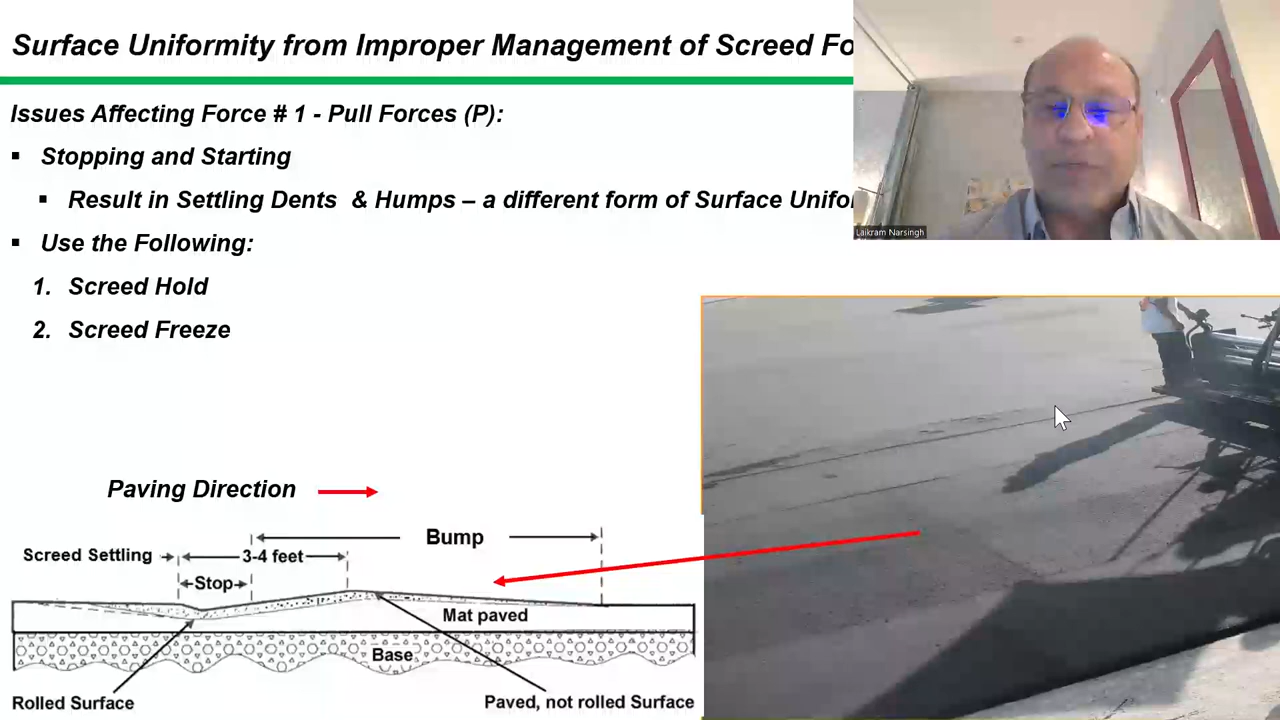 Surface Uniformity from Improper Management of Screed Fo
Issues Affecting Force # 1 - Pull Forces (P):
▪ Stopping and Starting
▪ Result in Settling Dents & Humps – a different form of Surface Unifo
▪ Use the Following:
1. Screed Hold
2. Screed Freeze
Laikram Narsingh
Paving Direction
Bump
Screed Settling
3-4 feet
Stop
Mat paved
Base
Rolled Surface
Paved, not rolled Surface